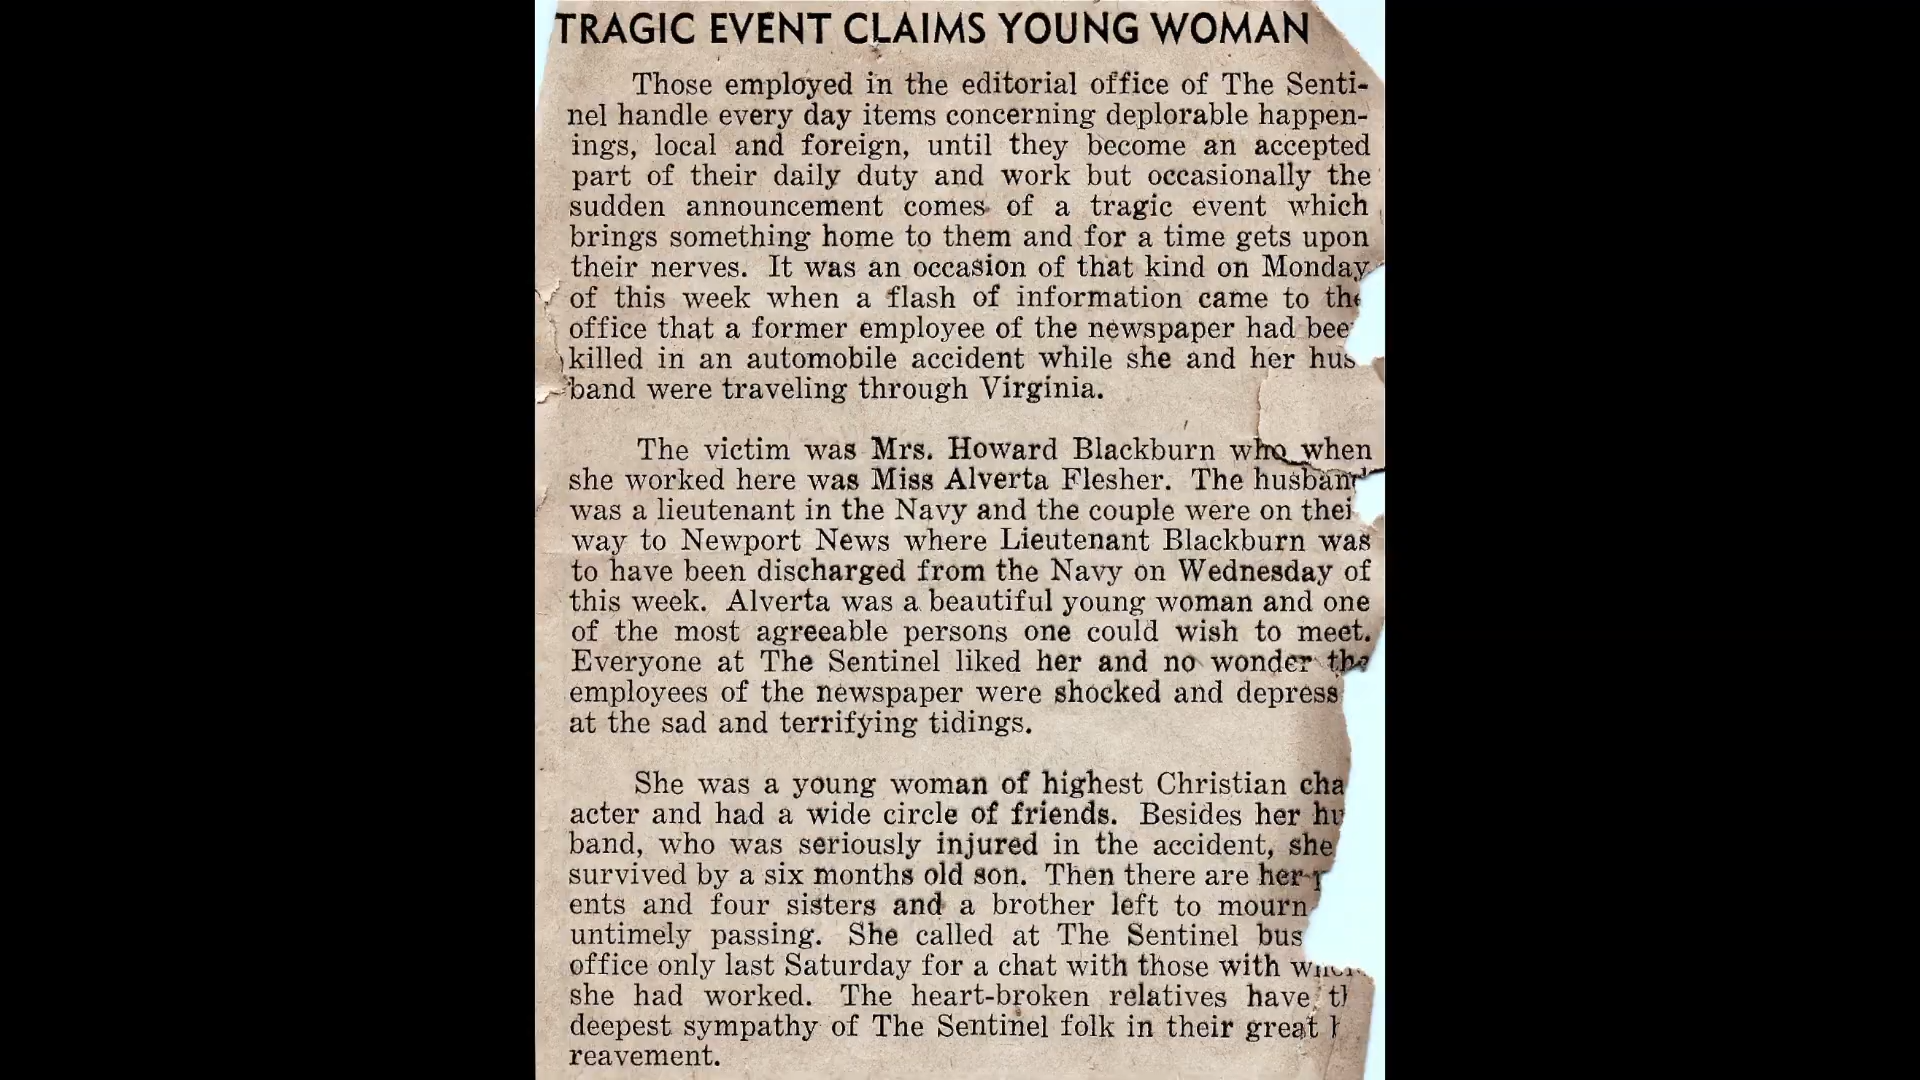 TRAGIC EVENT CLAIMS YOUNG WOMAN
Those employed in the editorial office of The Senti-
nel handle every day items concerning deplorable happen-
ings, local and foreign, until they become an accepted
part of their daily duty and work but occasionally the
sudden announcement comes of a tragic event which
brings something home to them and for a time gets upon
their nerves. It was an occasion of that kind on Monday
of this week when a flash of information came to the
office that a former employee of the newspaper had bee
killed in an automobile accident while she and her hus
band were traveling through Virginia.
The victim was Mrs. Howard Blackburn who when
she worked here was Miss Alverta Flesher. The husband
was a lieutenant in the Navy and the couple were on thei
way to Newport News where Lieutenant Blackburn was
to have been discharged from the Navy on Wednesday of
this week. Alverta was a beautiful young woman and one
of the most agreeable persons one could wish to meet.
Everyone at The Sentinel liked her and no wonder the
employees of the newspaper were shocked and depress
at the sad and terrifying tidings.
She was a young woman of highest Christian cha
acter and had a wide circle of friends. Besides her hu
band, who was seriously injured in the accident, she
survived by a six months old son. Then there are her
ents and four sisters and a brother left to mourn
untimely passing. She called at The Sentinel bus
office only last Saturday for a chat with those with
she had worked. The heart-broken relatives have
deepest sympathy of The Sentinel folk in their great
reavement.